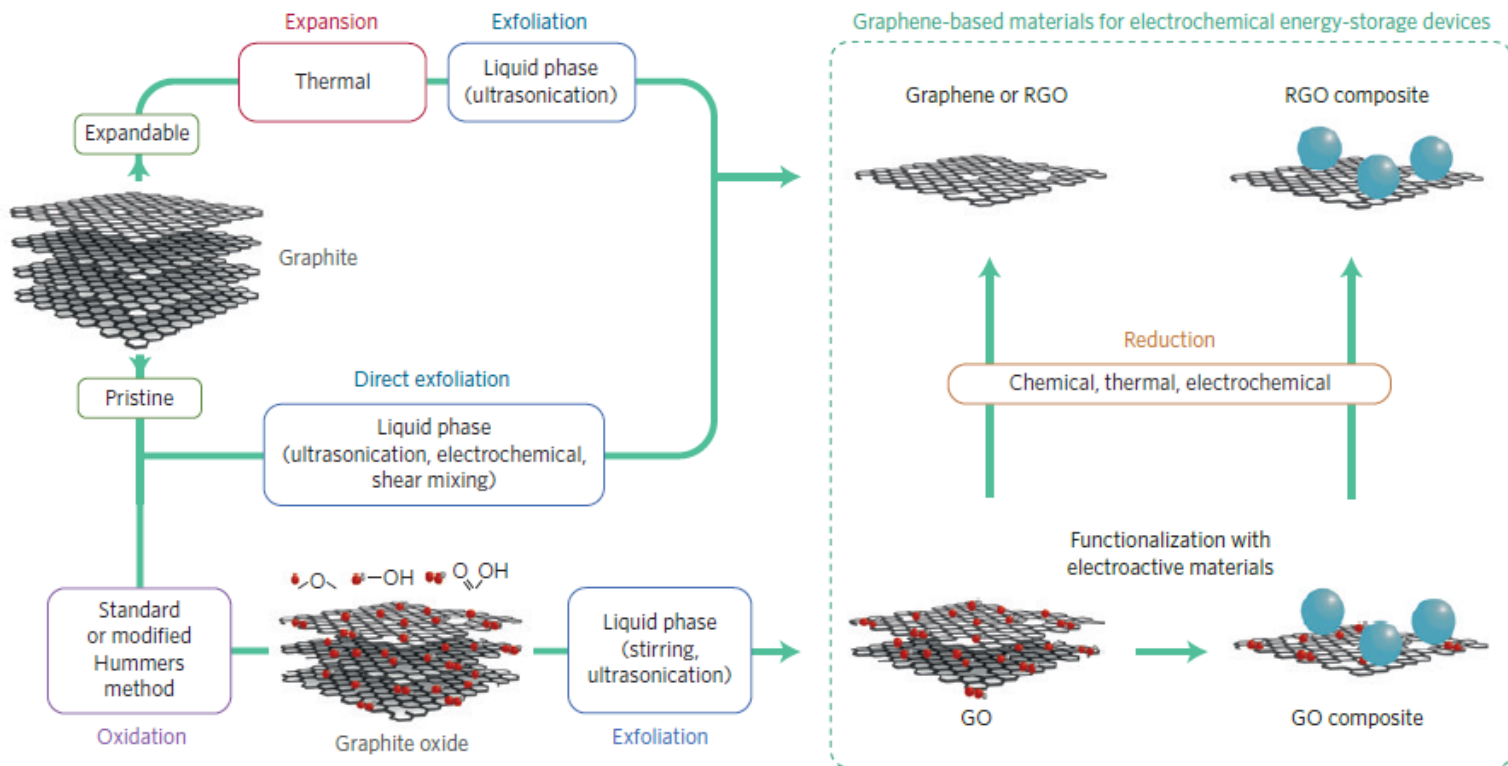 Expansion
Exfoliation
Graphene-based materials for electrochemical energy-storage devices
Thermal
Liquid phase
(ultrasonication)
Graphene or RGO
RGO composite
Expandable
Graphite
Reduction
Chemical, thermal, electrochemical
Pristine
Direct exfoliation
Liquid phase
(ultrasonication, electrochemical,
shear mixing)
Functionalization with
electroactive materials
O
OH
O
OH
Standard
or modified
Hummers
method
Liquid phase
(stirring,
ultrasonication)
Oxidation
Graphite oxide
Exfoliation
GO
GO composite